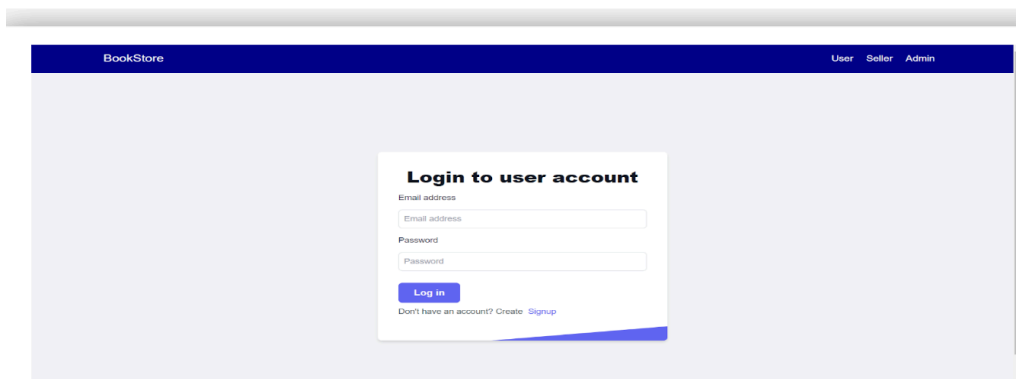 BookStore User Seller Admin
Login to user account
Email address
Email address
Password
Password
Log in
Don't have an account? Create Signup